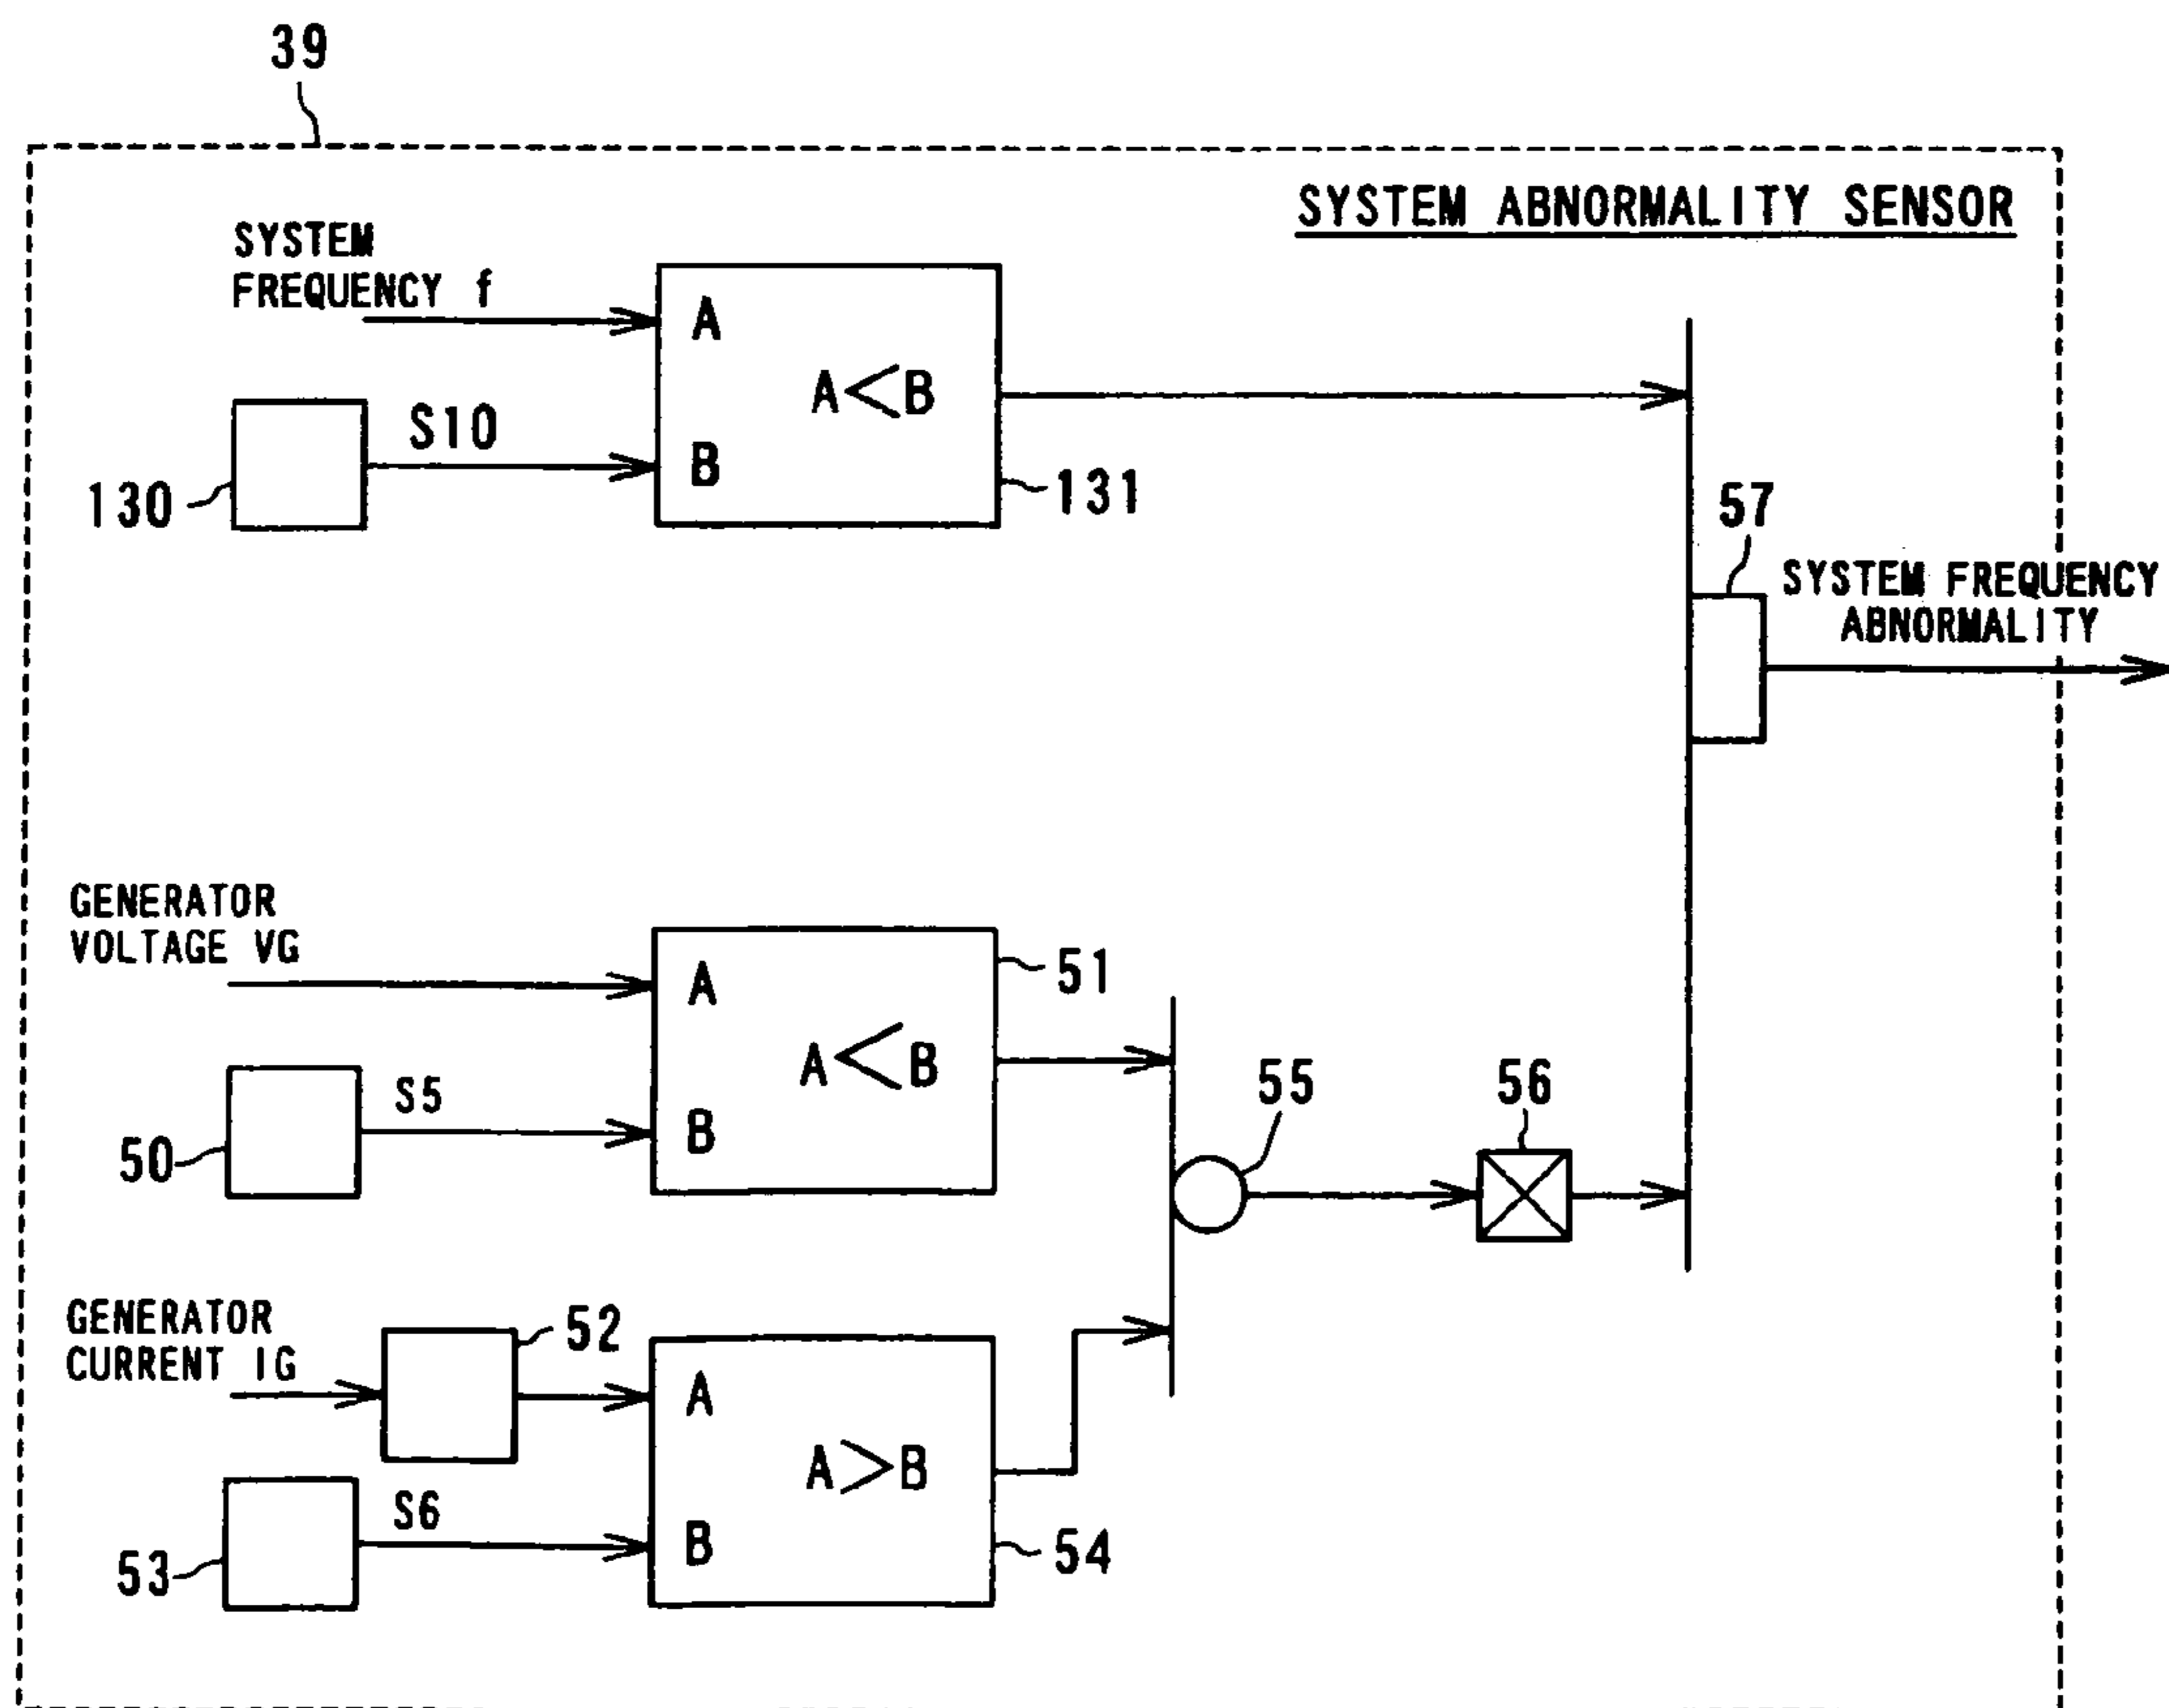 39
SYSTEM ABNORMALITY SENSOR
SYSTEM
FREQUENCY f
A
A<B
S10
B
130
131
57
SYSTEM FREQUENCY
ABNORMALITY
GENERATOR
VOLTAGE VG
51
A
A<B
S5
B
50
55
56
GENERATOR
CURRENT IG
52
A
A>B
S6
B
53
54